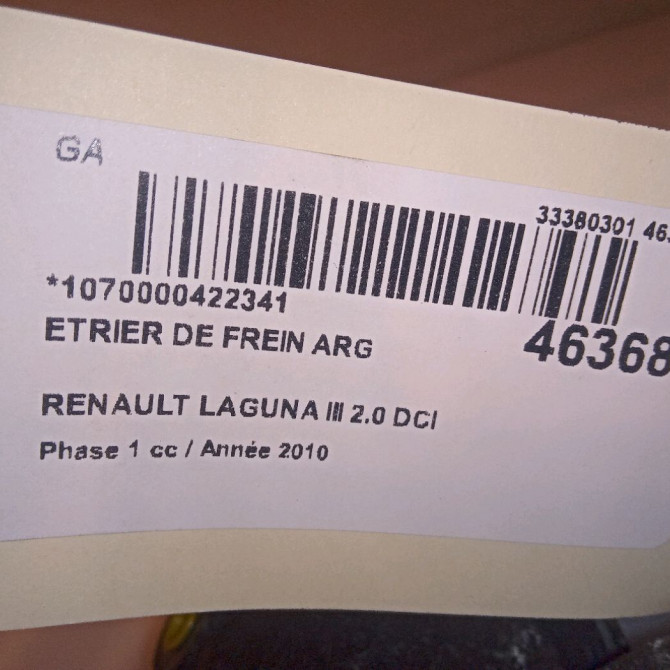 GA
33380301
*1070000422341
46368
ETRIER DE FREIN ARG
RENAULT LAGUNA III 2.0 DCI
Phase 1 cc / Année 2010